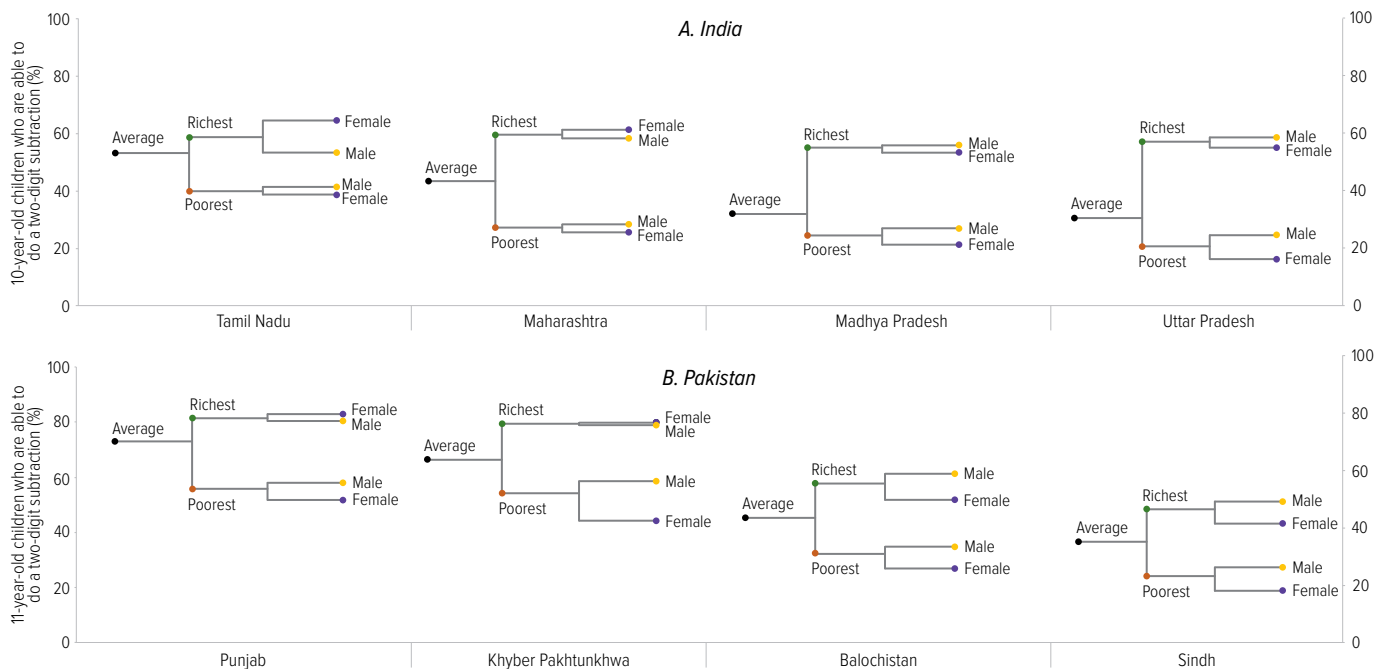 A. India
10-year-old children who are able to
do a two-digit subtraction (%)
100
80
60
40
20
0
100
80
60
40
20
0
Average
Richest
Female
Male
Poorest
Male
Female
Average
Richest
Female
Male
Poorest
Male
Female
Average
Richest
Male
Female
Poorest
Male
Female
Average
Richest
Male
Female
Poorest
Male
Female
Tamil Nadu
Maharashtra
Madhya Pradesh
Uttar Pradesh
B. Pakistan
11-year-old children who are able to
do a two-digit subtraction (%)
100
80
60
40
20
0
100
80
60
40
20
0
Average
Richest
Female
Male
Poorest
Male
Female
Average
Richest
Female
Male
Poorest
Male
Female
Average
Richest
Male
Female
Poorest
Male
Female
Average
Richest
Male
Female
Poorest
Male
Female
Punjab
Khyber Pakhtunkhwa
Balochistan
Sindh